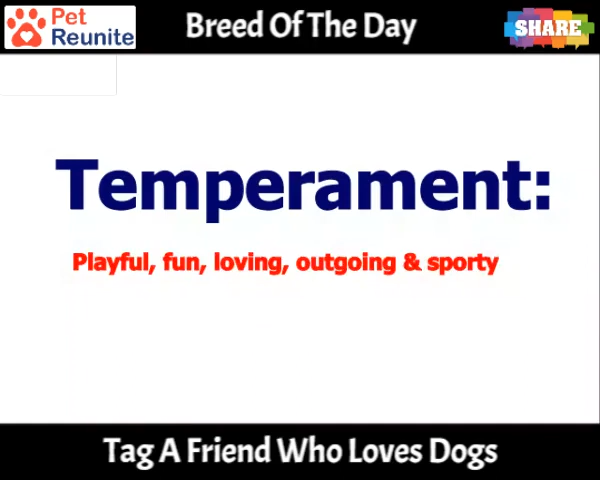 Pet
Reunite
Breed Of The Day
SHARE
Temperament:
Playful, fun, loving, outgoing & sporty
Tag A Friend Who Loves Dogs